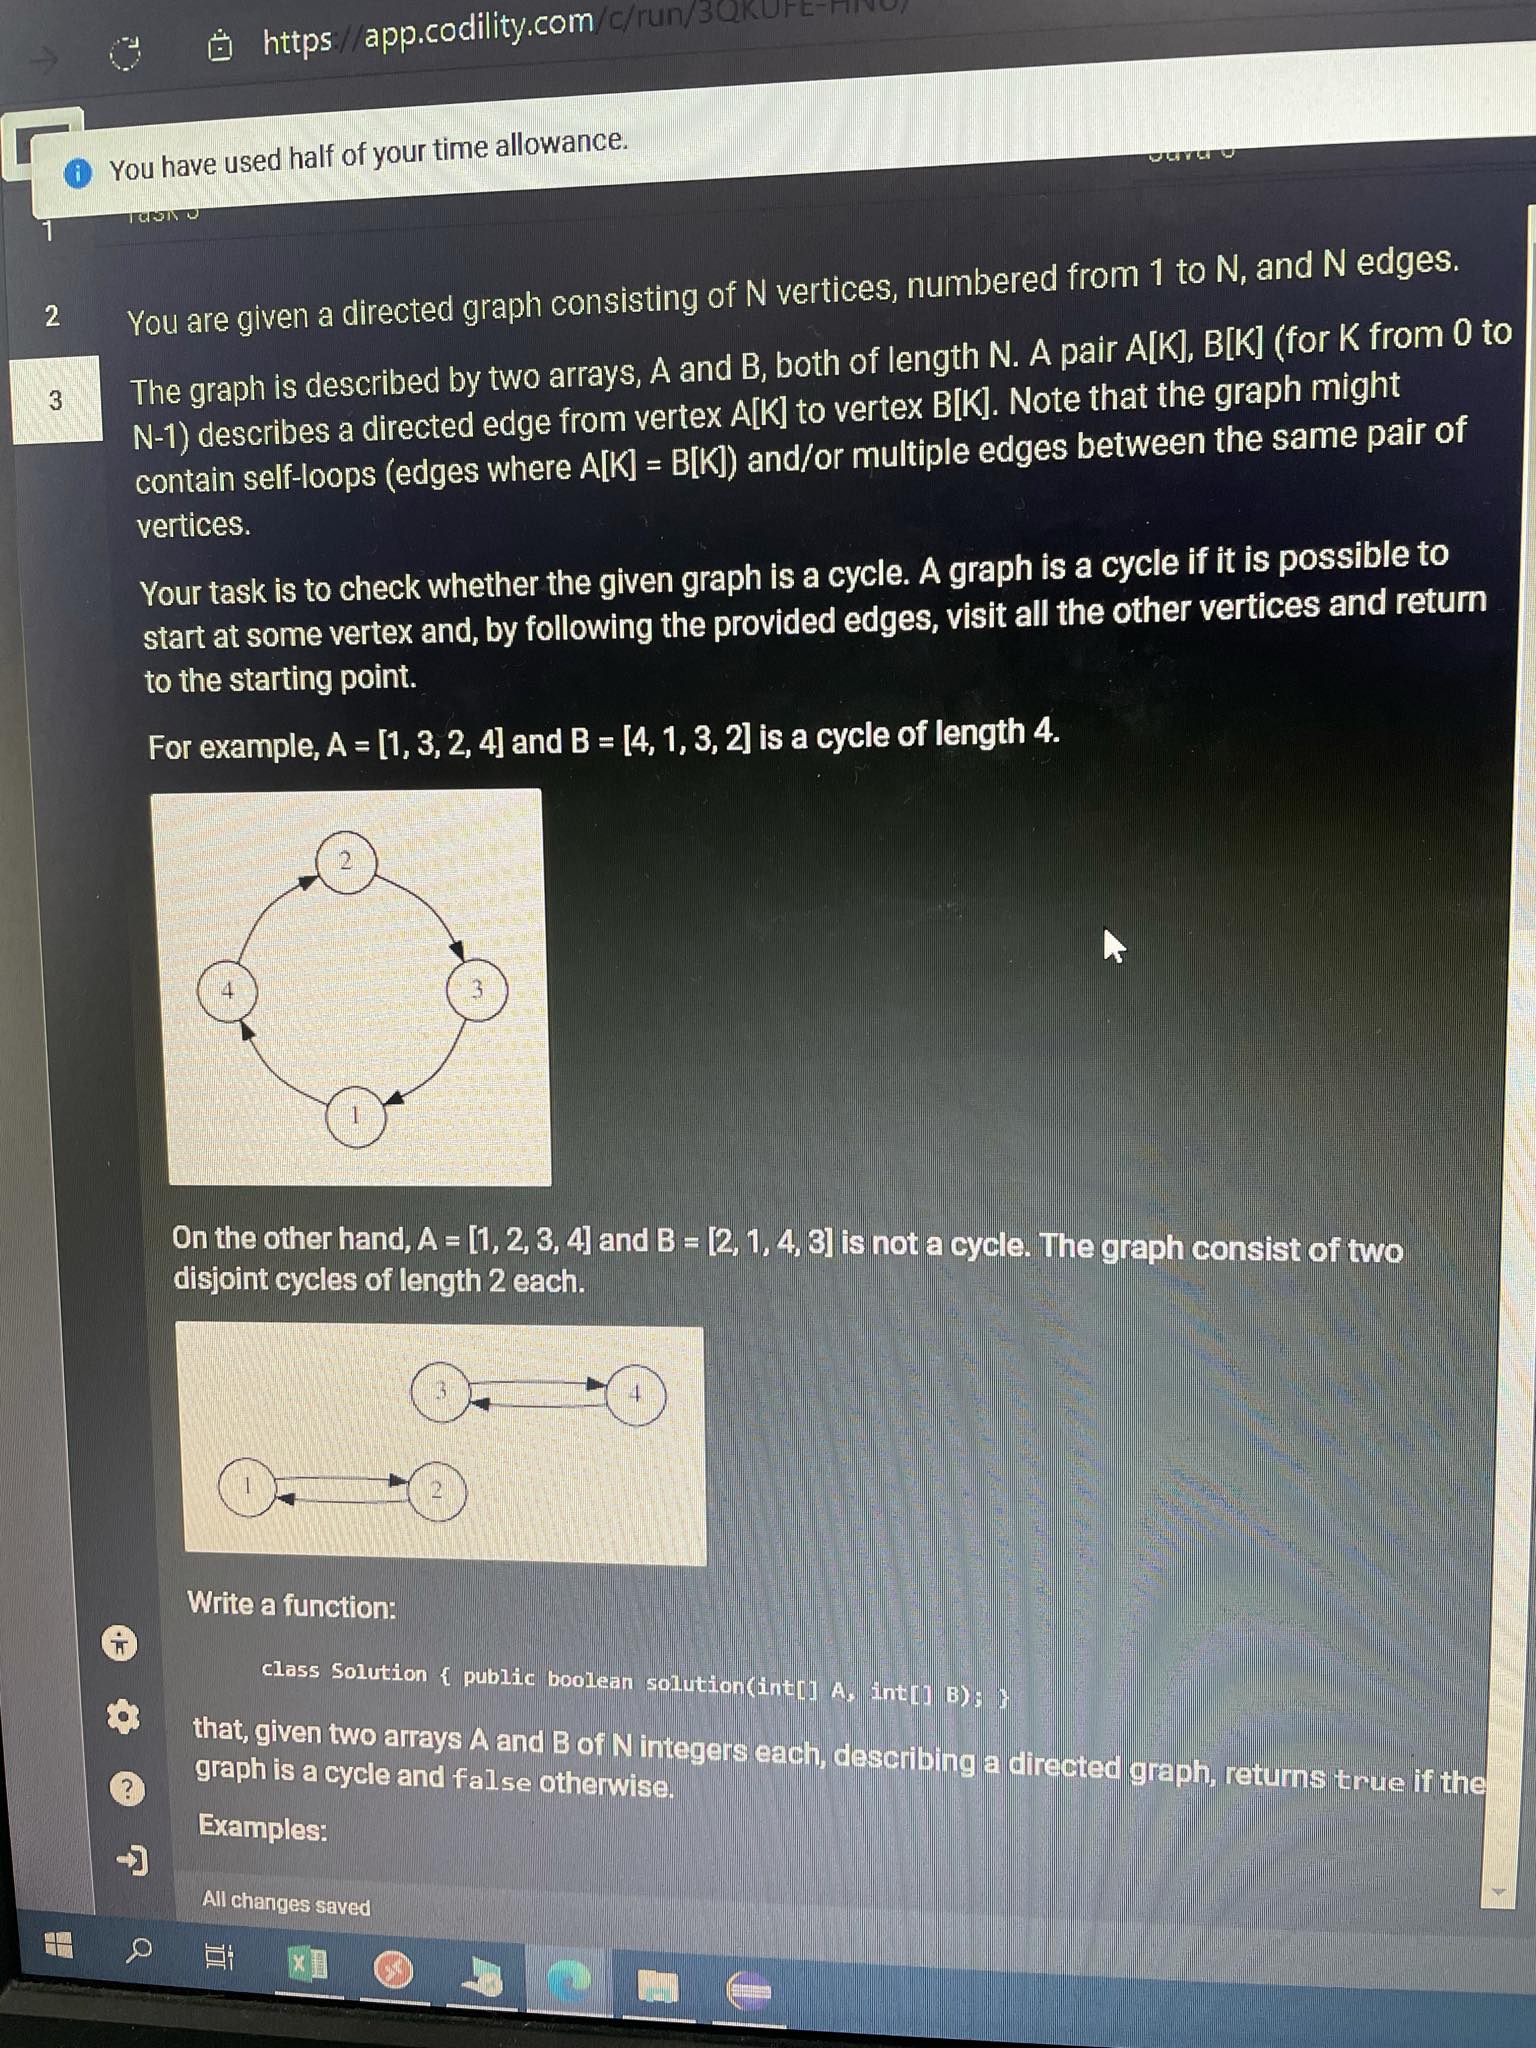 https://app.codility.com/c/run/3QKUFE-HNU/
You have used half of your time allowance.
1
2
3
You are given a directed graph consisting of N vertices, numbered from 1 to N, and N edges.
The graph is described by two arrays, A and B, both of length N. A pair A[K], B[K] (for K from 0 to
N-1) describes a directed edge from vertex A[K] to vertex B[K]. Note that the graph might
contain self-loops (edges where A[K] = B[K]) and/or multiple edges between the same pair of
vertices.
Your task is to check whether the given graph is a cycle. A graph is a cycle if it is possible to
start at some vertex and, by following the provided edges, visit all the other vertices and return
to the starting point.
For example, A = [1, 3, 2, 4] and B = [4, 1, 3, 2] is a cycle of length 4.
2
4
3
1
On the other hand, A = [1, 2, 3, 4] and B = [2, 1, 4, 3] is not a cycle. The graph consist of two
disjoint cycles of length 2 each.
3
4
1
2
Write a function:
class Solution { public boolean solution(int[] A, int[] B); }
that, given two arrays A and B of N integers each, describing a directed graph, returns true if the
graph is a cycle and false otherwise.
Examples:
All changes saved